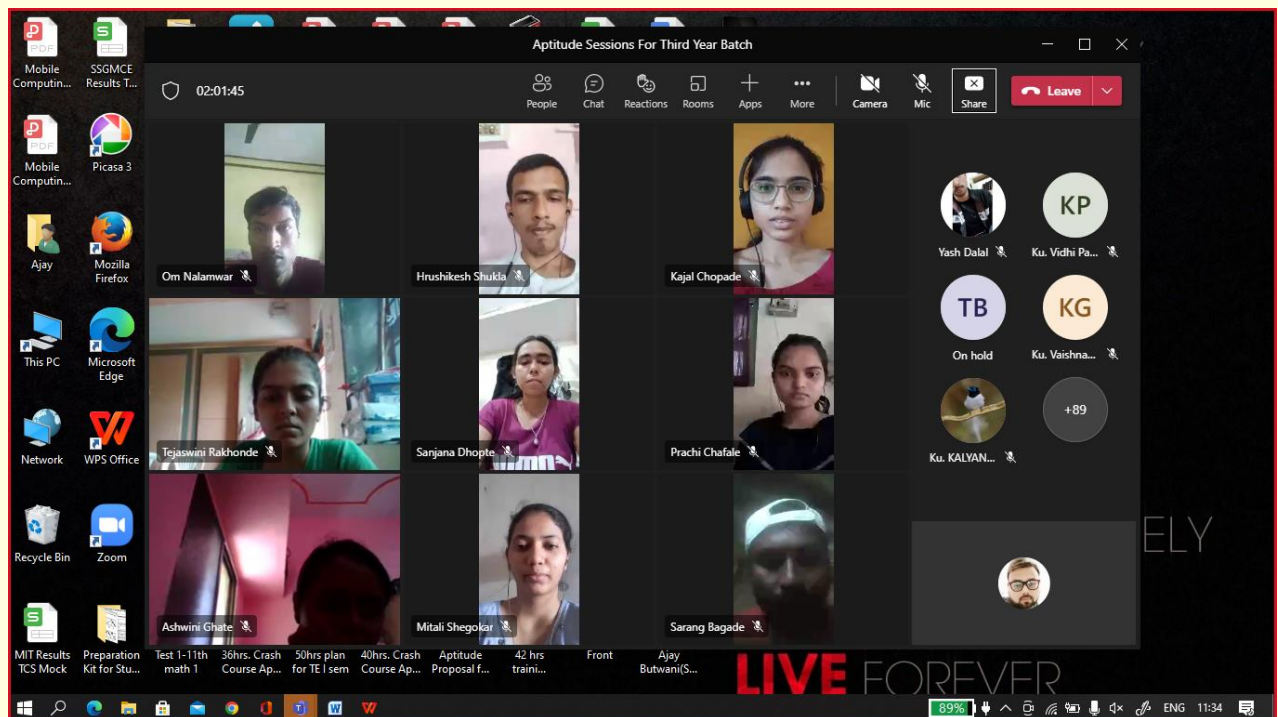 Aptitude Sessions For Third Year Batch
02:01:45
People
Chat
Reactions
Rooms
Apps
More
Camera
Mic
Share
Leave
Om Nalamwar
Hrushikesh Shukla
Kajal Chopade
Yash Dalal
KP
Ku. Vidhi Pa...
Tejaswini Rakhonde
Sanjana Dhopte
Prachi Chafale
TB
On hold
KG
Ku. Vaishna...
Ku. KALYAN...
+89
Ashwini Ghate
Mitali Shegokar
Sarang Bagade
PDF
Mobile
Computin...
SSGMCE
Results T...
PDF
Mobile
Computin...
Picasa 3
Ajay
Mozilla
Firefox
This PC
Microsoft
Edge
Network
WPS Office
Recycle Bin
Zoom
MIT Results
TCS Mock
Preparation
Kit for Stu...
Test 1-11th
math 1
36hrs. Crash
Course Ap...
50hrs plan
for TE I sem
40hrs. Crash
Course Ap...
Aptitude
Proposal f...
42 hrs
traini...
Front
Ajay
Butwani(S...
ELY
LIVE FOREVER
89%
ENG
11:34